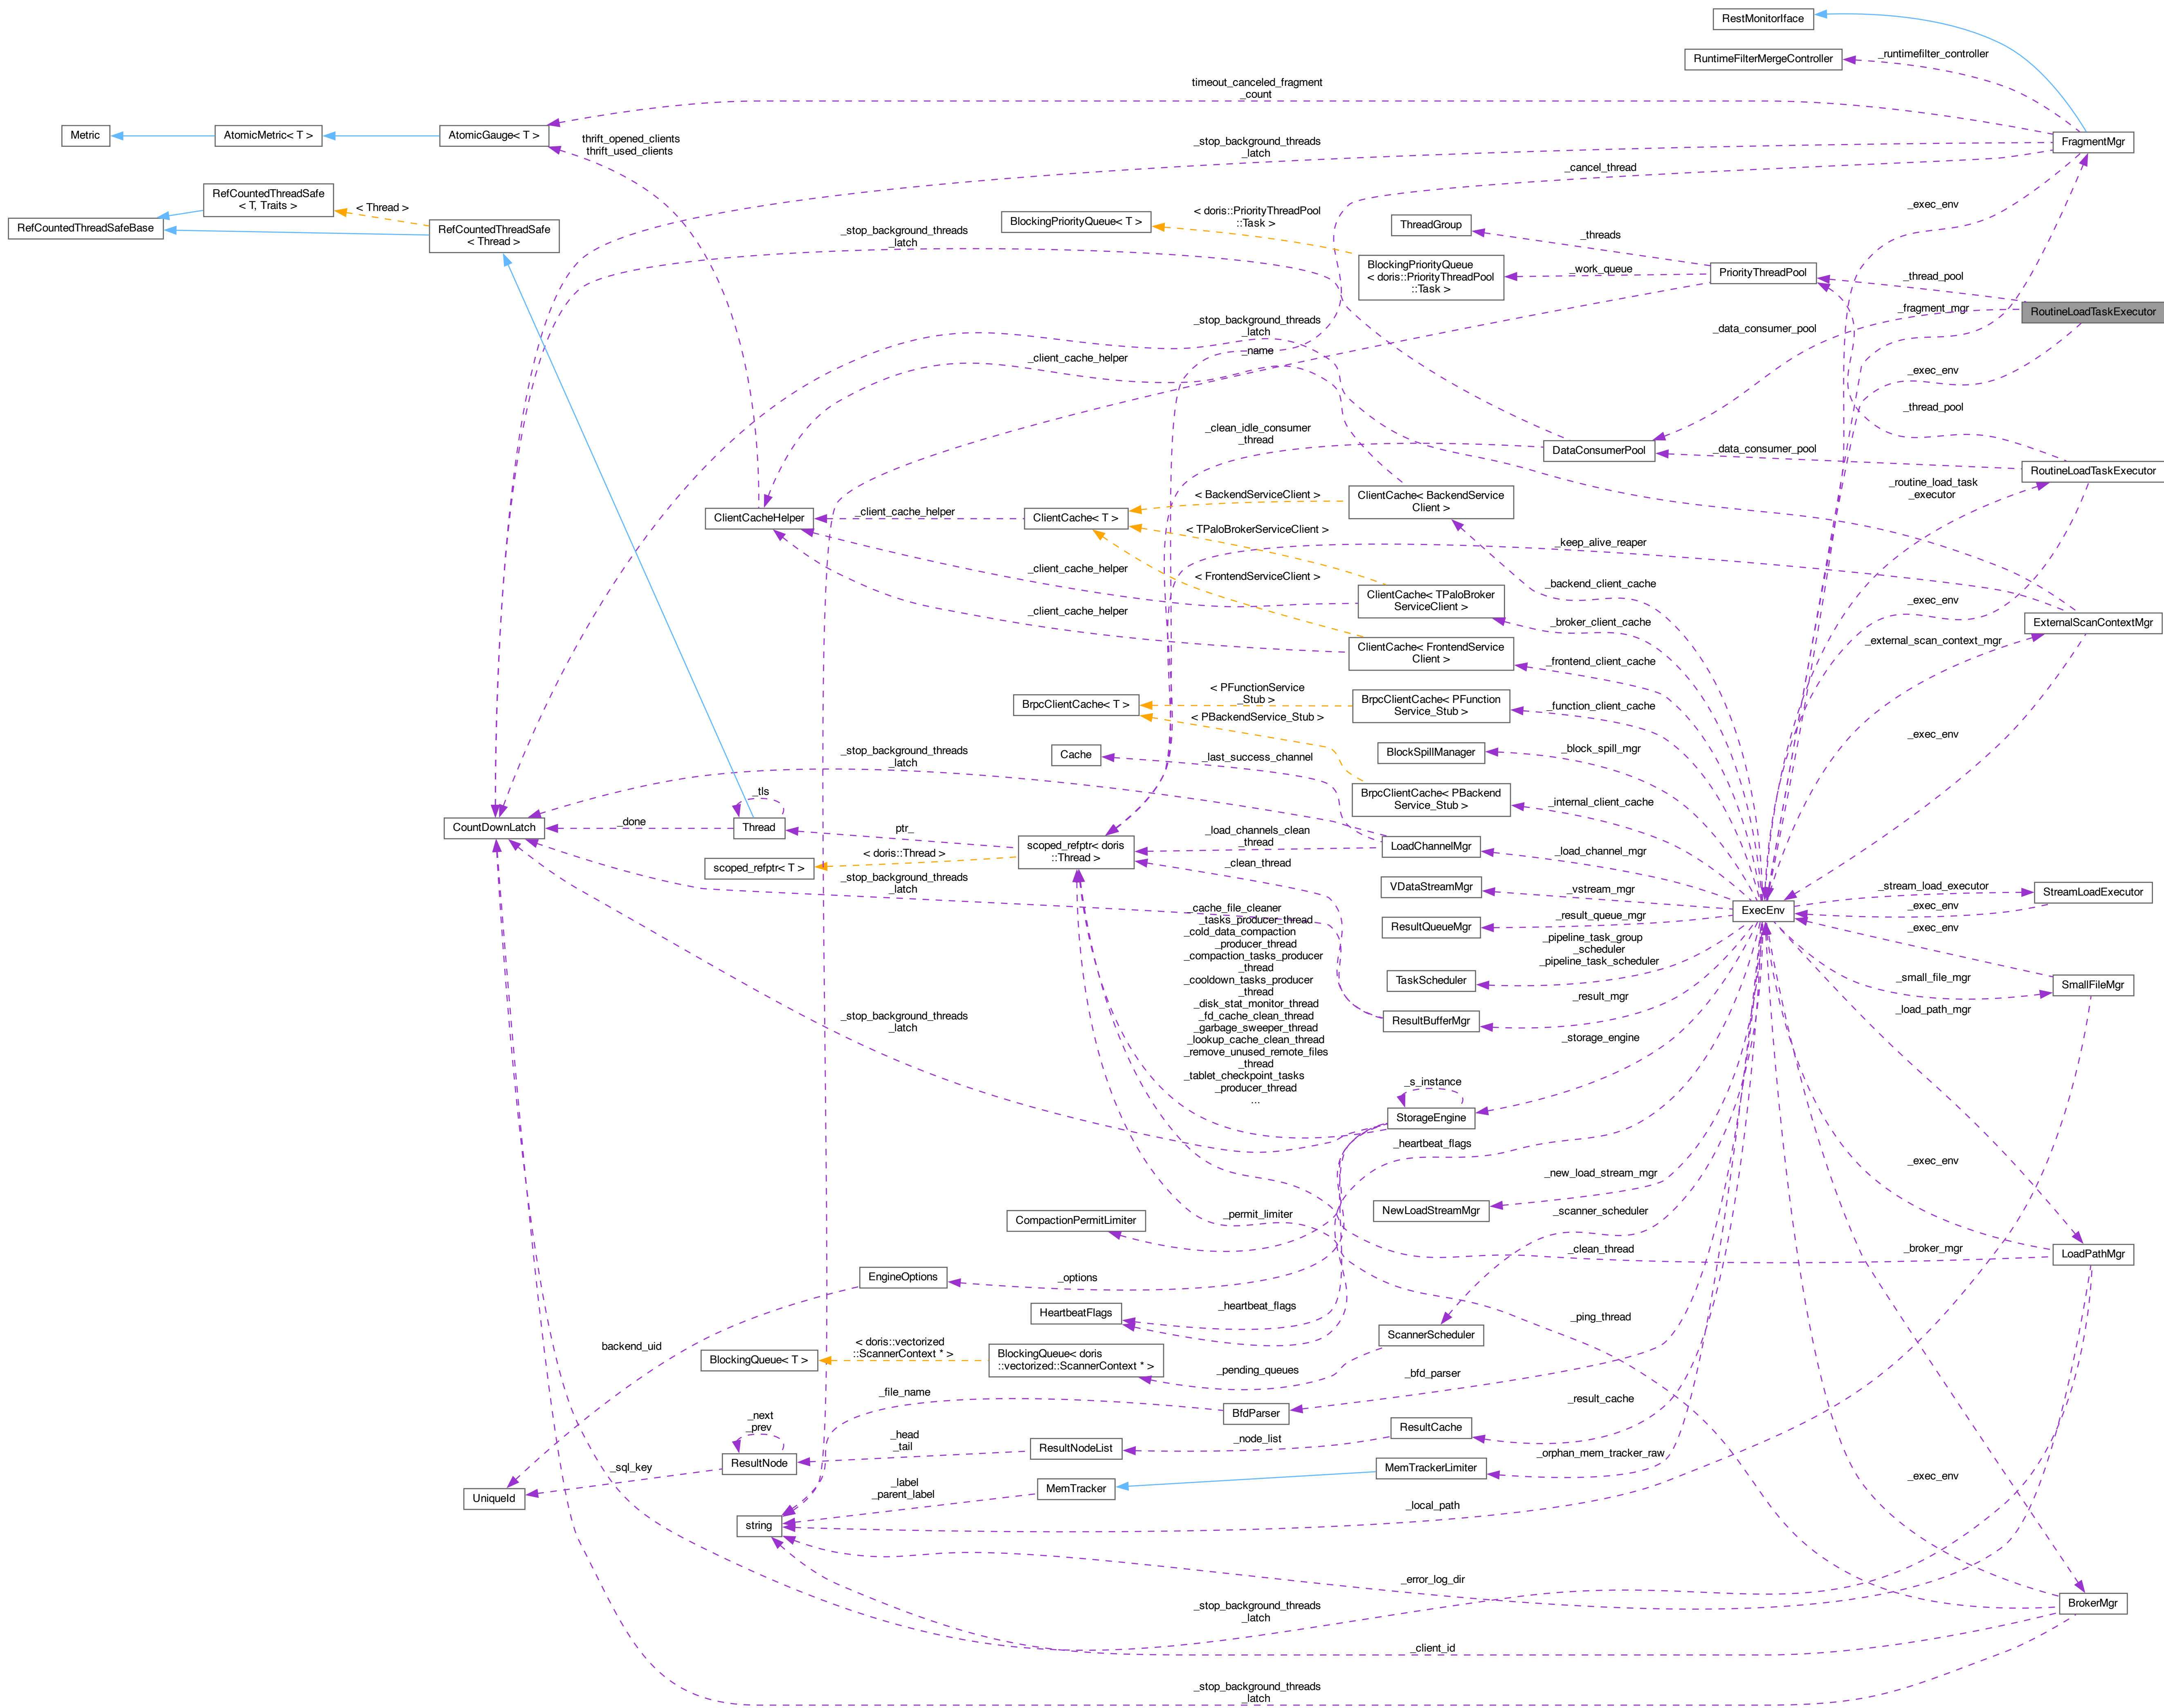 RestMonitorIface
RuntimeFilterMergeController
_runtimefilter_controller
timeout_canceled_fragment
_count
Metric
AtomicMetric< T >
AtomicGauge< T >
thrift_opened_clients
thrift_used_clients
_stop_background_threads
_latch
FragmentMgr
_cancel_thread
RefCountedThreadSafe
< T, Traits >
< Thread >
RefCountedThreadSafeBase
RefCountedThreadSafe
< Thread >
_stop_background_threads
_latch
BlockingPriorityQueue< T >
< doris::PriorityThreadPool
::Task >
ThreadGroup
_threads
_exec_env
BlockingPriorityQueue
< doris::PriorityThreadPool
::Task >
_work_queue
PriorityThreadPool
_thread_pool
_fragment_mgr
RoutineLoadTaskExecutor
_stop_background_threads
_latch
_data_consumer_pool
_name
_client_cache_helper
_exec_env
_thread_pool
_clean_idle_consumer
_thread
DataConsumerPool
_data_consumer_pool
RoutineLoadTaskExecutor
_routine_load_task
_executor
< BackendServiceClient >
ClientCache< BackendService
Client >
ClientCacheHelper
_client_cache_helper
ClientCache< T >
< TPaloBrokerServiceClient >
_keep_alive_reaper
_client_cache_helper
< FrontendServiceClient >
_backend_client_cache
ClientCache< TPaloBroker
ServiceClient >
_exec_env
_client_cache_helper
_broker_client_cache
ExternalScanContextMgr
_external_scan_context_mgr
ClientCache< FrontendService
Client >
_frontend_client_cache
BrpcClientCache< T >
< PFunctionService
_Stub >
BrpcClientCache< PFunction
Service_Stub >
_function_client_cache
< PBackendService_Stub >
_exec_env
_stop_background_threads
_latch
Cache
_last_success_channel
BlockSpillManager
_block_spill_mgr
_tls
BrpcClientCache< PBackend
Service_Stub >
_internal_client_cache
CountDownLatch
_done
Thread
ptr_
scoped_refptr< doris
::Thread >
_load_channels_clean
_thread
LoadChannelMgr
_load_channel_mgr
scoped_refptr< T >
< doris::Thread >
_clean_thread
_stop_background_threads
_latch
VDataStreamMgr
_vstream_mgr
_stream_load_executor
StreamLoadExecutor
_exec_env
ExecEnv
ResultQueueMgr
_result_queue_mgr
_exec_env
_cache_file_cleaner
_tasks_producer_thread
_cold_data_compaction
_producer_thread
_compaction_tasks_producer
_thread
_cooldown_tasks_producer
_thread
_disk_stat_monitor_thread
_fd_cache_clean_thread
_garbage_sweeper_thread
_lookup_cache_clean_thread
_remove_unused_remote_files
_thread
_tablet_checkpoint_tasks
_producer_thread
...
_pipeline_task_group
_scheduler
_pipeline_task_scheduler
TaskScheduler
_small_file_mgr
SmallFileMgr
_result_mgr
_load_path_mgr
ResultBufferMgr
_stop_background_threads
_latch
_storage_engine
_s_instance
StorageEngine
_heartbeat_flags
_exec_env
_new_load_stream_mgr
NewLoadStreamMgr
_scanner_scheduler
CompactionPermitLimiter
_permit_limiter
_clean_thread
_broker_mgr
LoadPathMgr
EngineOptions
_options
HeartbeatFlags
_heartbeat_flags
_ping_thread
ScannerScheduler
backend_uid
BlockingQueue< T >
< doris::vectorized
::ScannerContext * >
BlockingQueue< doris
::vectorized::ScannerContext * >
_pending_queues
_bfd_parser
_file_name
BfdParser
_result_cache
ResultCache
_next
_prev
_head
_tail
ResultNodeList
_node_list
ResultNode
_orphan_mem_tracker_raw
_sql_key
MemTrackerLimiter
_exec_env
UniqueId
_label
_parent_label
MemTracker
_local_path
string
_error_log_dir
BrokerMgr
_stop_background_threads
_latch
_client_id
_stop_background_threads
_latch